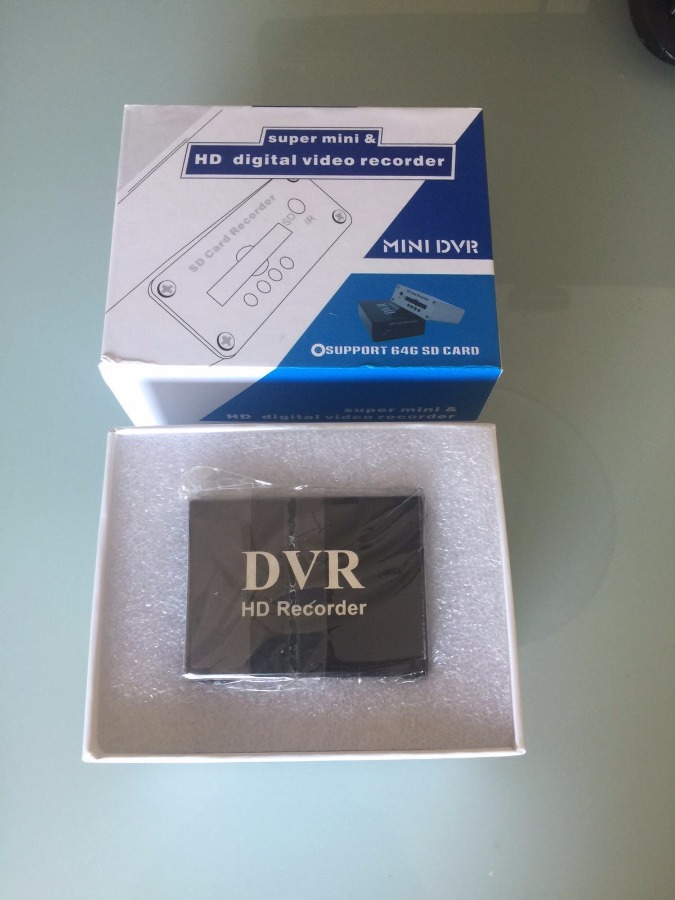 super mini &
HD digital video recorder
SD Card Recorder
SD
IR
MINI DVR
SUPPORT 64G SD CARD
super mini &
HD digital video recorder
DVR
HD Recorder